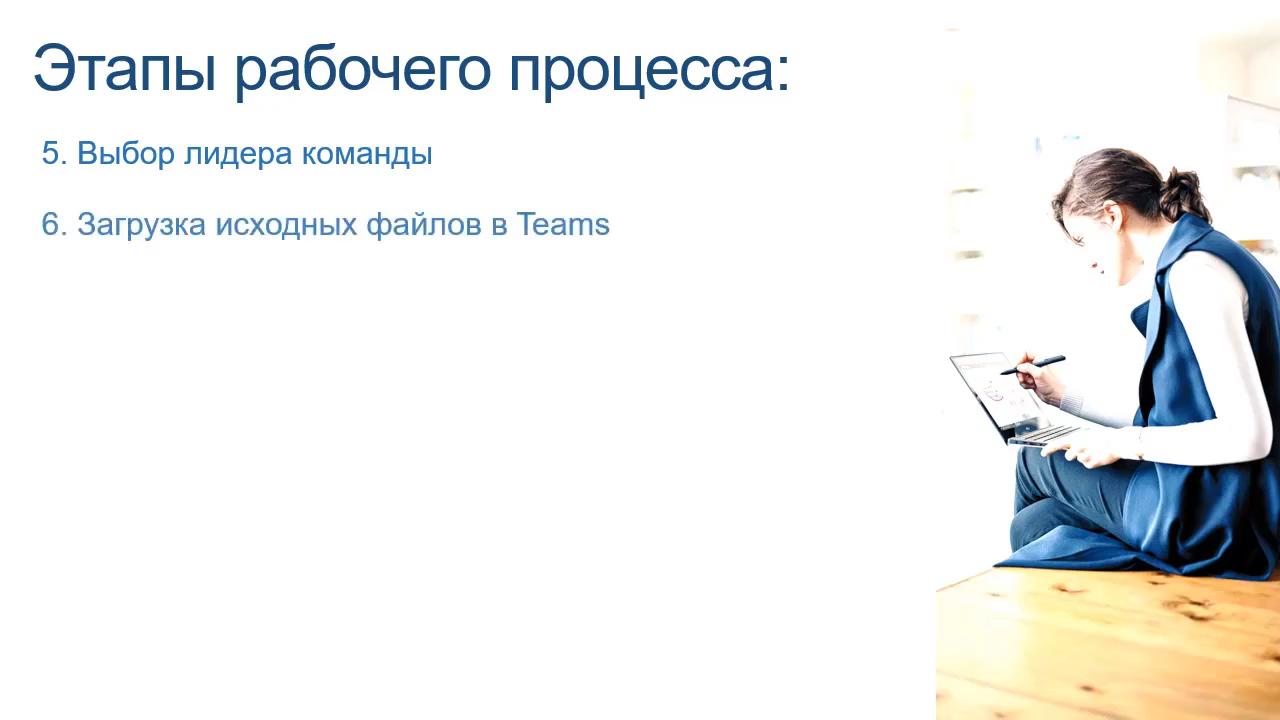 Этапы рабочего процесса:
5. Выбор лидера команды
6. Загрузка исходных файлов в Teams